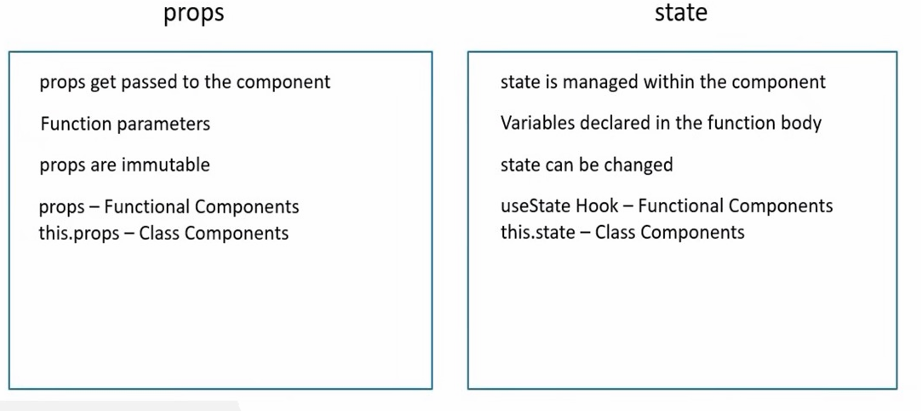 props
props get passed to the component
Function parameters
props are immutable
props – Functional Components
this.props – Class Components
state
state is managed within the component
Variables declared in the function body
state can be changed
useState Hook – Functional Components
this.state – Class Components